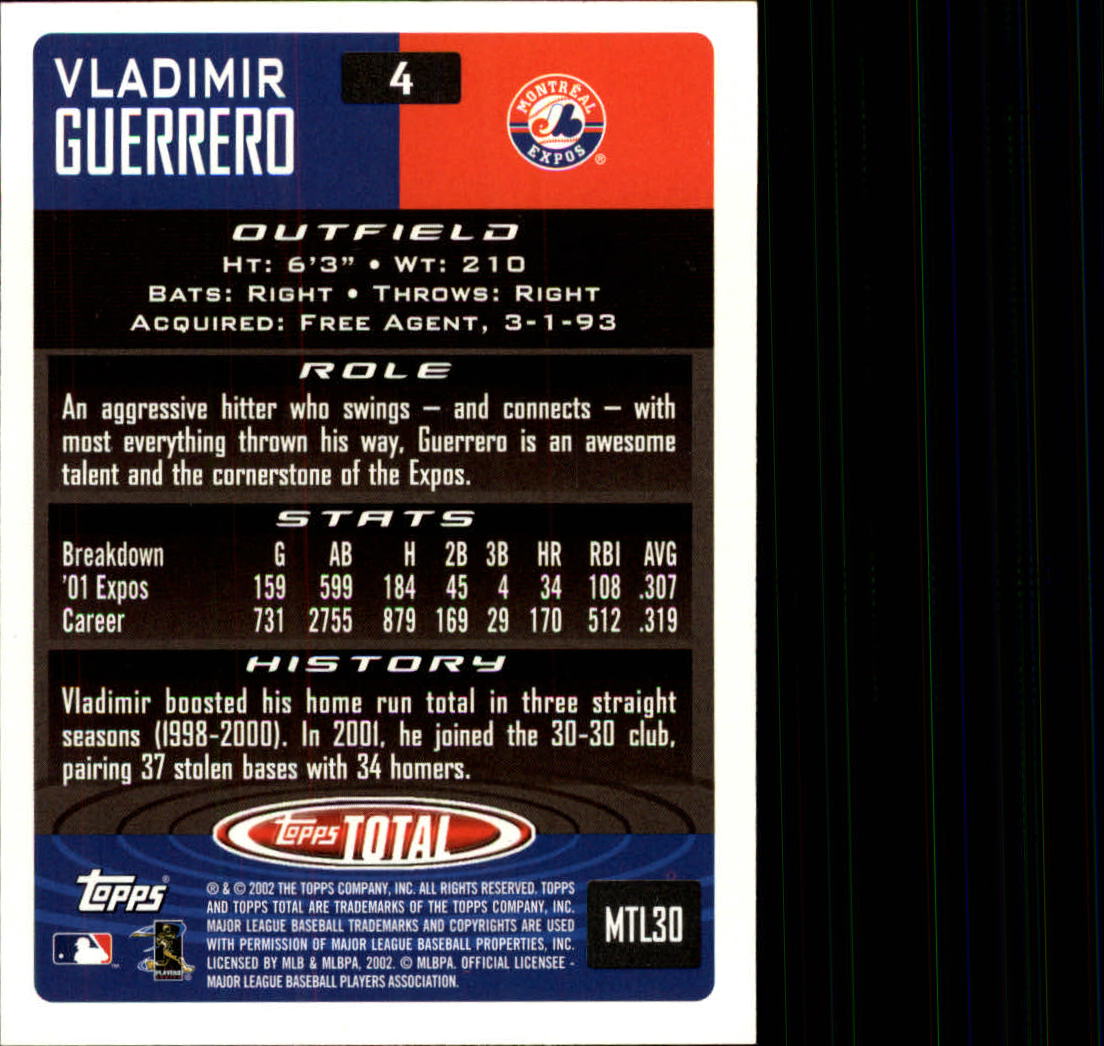 VLADIMIR
GUERRERO
4
MONTRÉAL
EXPOS ®
OUTFIELD
HT: 6'3” • WT: 210
BATS: RIGHT • THROWS: RIGHT
ACQUIRED: FREE AGENT, 3-1-93
ROLE
An aggressive hitter who swings – and connects – with
most everything thrown his way, Guerrero is an awesome
talent and the cornerstone of the Expos.
STATS
Breakdown G AB H 2B 3B HR RBI AVG
'01 Expos 159 599 184 45 4 34 108 .307
Career 731 2755 879 169 29 170 512 .319
HISTORY
Vladimir boosted his home run total in three straight
seasons (1998-2000). In 2001, he joined the 30-30 club,
pairing 37 stolen bases with 34 homers.
topps TOTAL
topps®
® & © 2002 THE TOPPS COMPANY, INC. ALL RIGHTS RESERVED. TOPPS
AND TOPPS TOTAL ARE TRADEMARKS OF THE TOPPS COMPANY, INC.
MAJOR LEAGUE BASEBALL TRADEMARKS AND COPYRIGHTS ARE USED
WITH PERMISSION OF MAJOR LEAGUE BASEBALL PROPERTIES, INC.
LICENSED BY MLB & MLBPA, 2002. © MLBPA. OFFICIAL LICENSEE -
MAJOR LEAGUE BASEBALL PLAYERS ASSOCIATION.
MTL30
™
PLAYERS